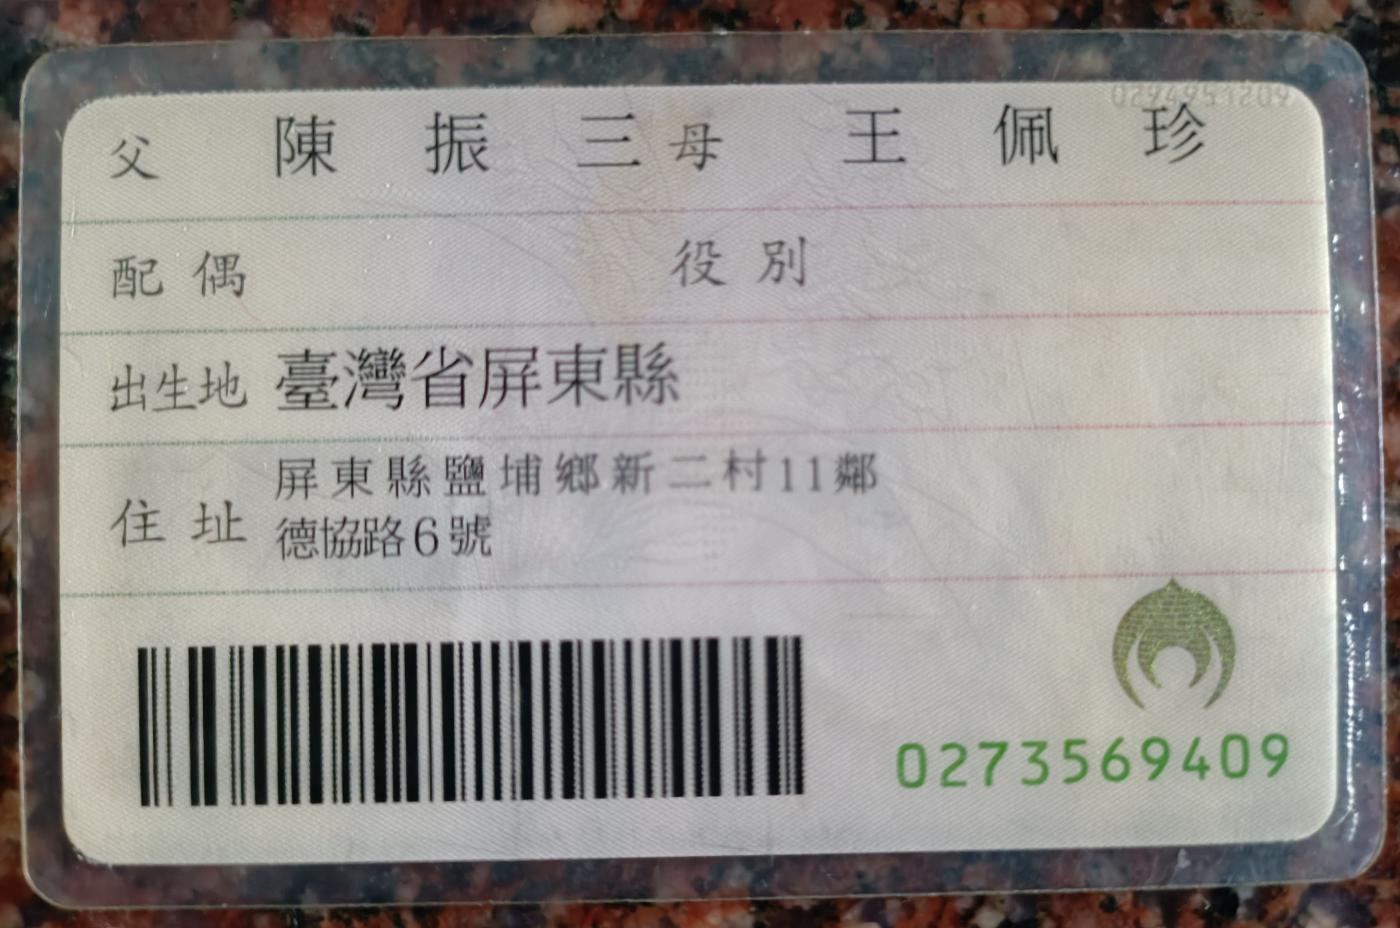 父 陳振三 母 王佩珍
配偶 役別
出生地 臺灣省屏東縣
住址 屏東縣鹽埔鄉新二村11鄰
德協路6號
0273569409